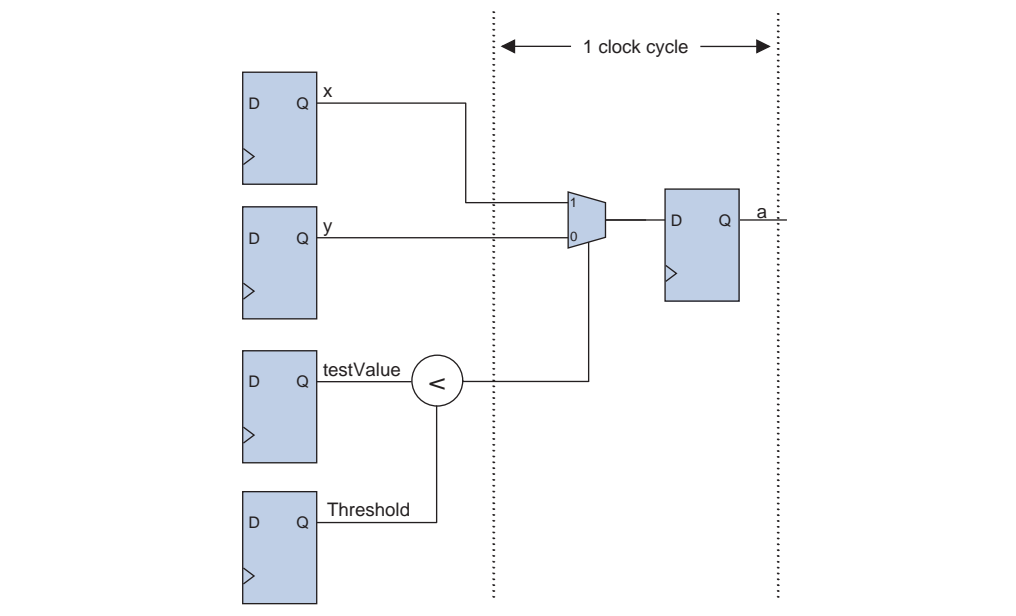 1 clock cycle
D Q x
D Q y
1
0
D Q a
D Q testValue
<
D Q Threshold